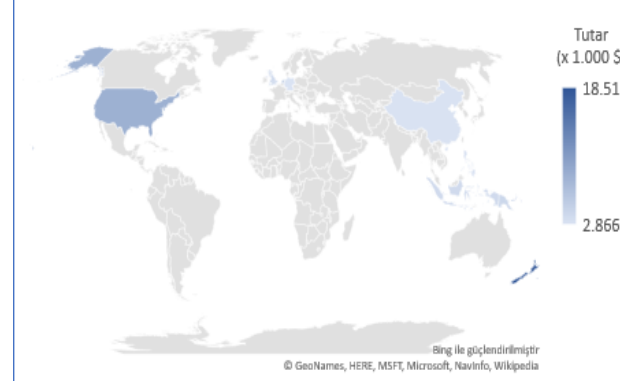 Tutar
(x 1.000 $
18.51
2.866
Bing ile güçlendirilmiştir
© GeoNames, HERE, MSFT, Microsoft, NavInfo, Wikipedia